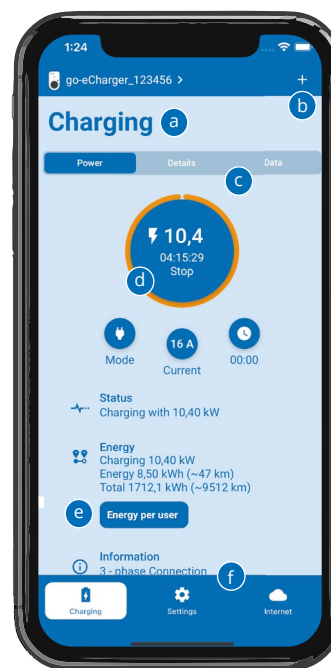 1:24
go-eCharger_123456 >
+
b
Charging
a
Power Details Data
c
10,4
04:15:29
Stop
d
16 A
Mode
Current
00:00
Status
Charging with 10,40 kW
Energy
Charging 10,40 kW
Energy 8,50 KWh (~47 km)
Total 1712,1 kWh (~9512 km)
e
Energy per user
Information
f
3 - phase Connection
Charging Settings Internet